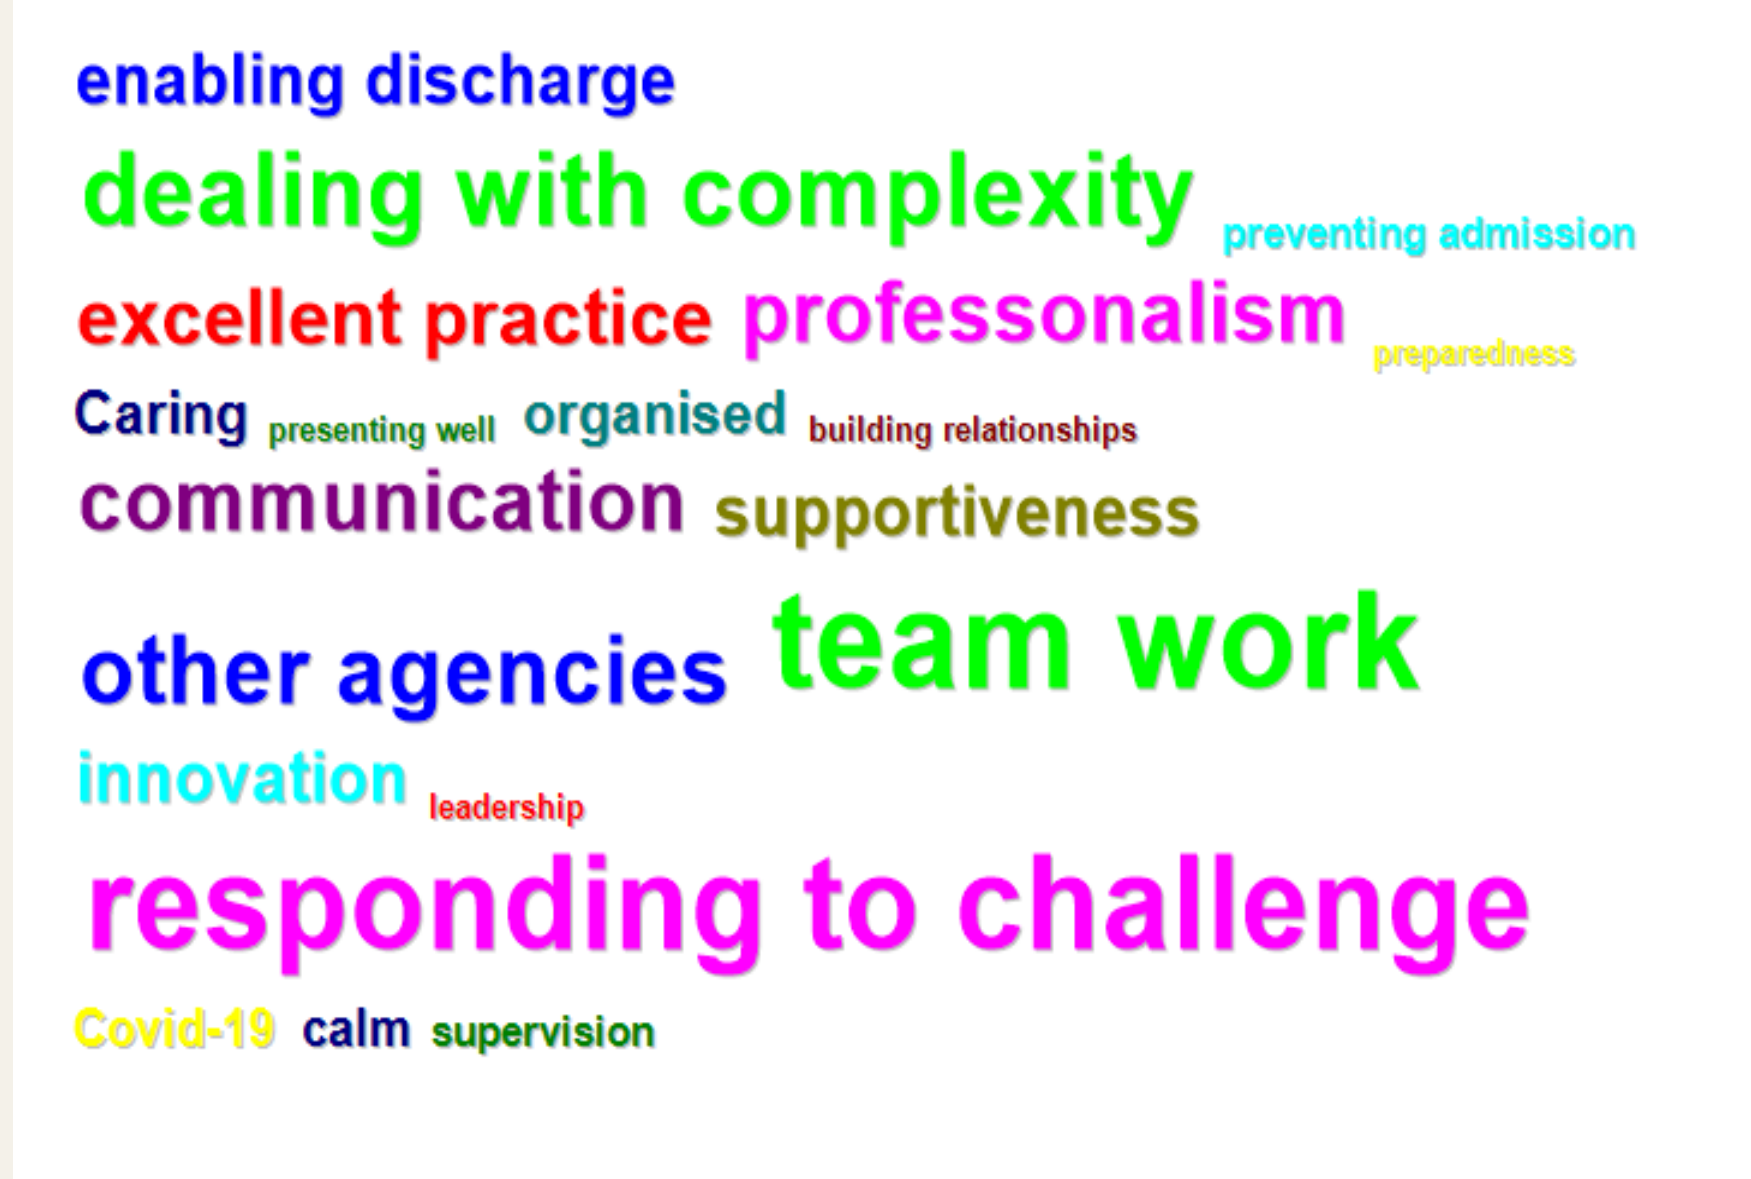 enabling discharge
dealing with complexity preventing admission
excellent practice professonalism preparedness
Caring presenting well organised building relationships
communication supportiveness
other agencies team work
innovation leadership
responding to challenge
Covid-19 calm supervision